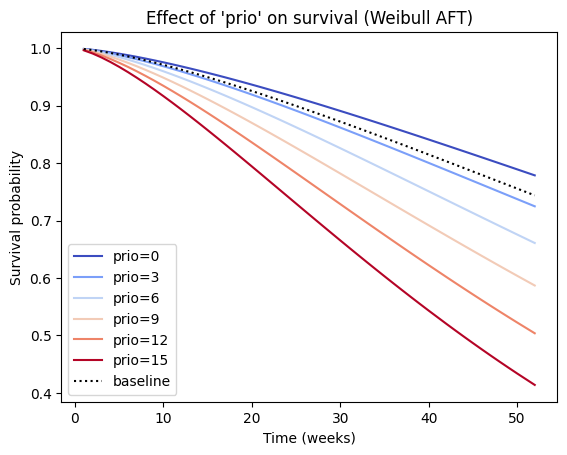 Effect of 'prio' on survival (Weibull AFT)
Survival probability
1.0
0.9
0.8
0.7
0.6
0.5
0.4
prio=0
prio=3
prio=6
prio=9
prio=12
prio=15
baseline
0 10 20 30 40 50
Time (weeks)